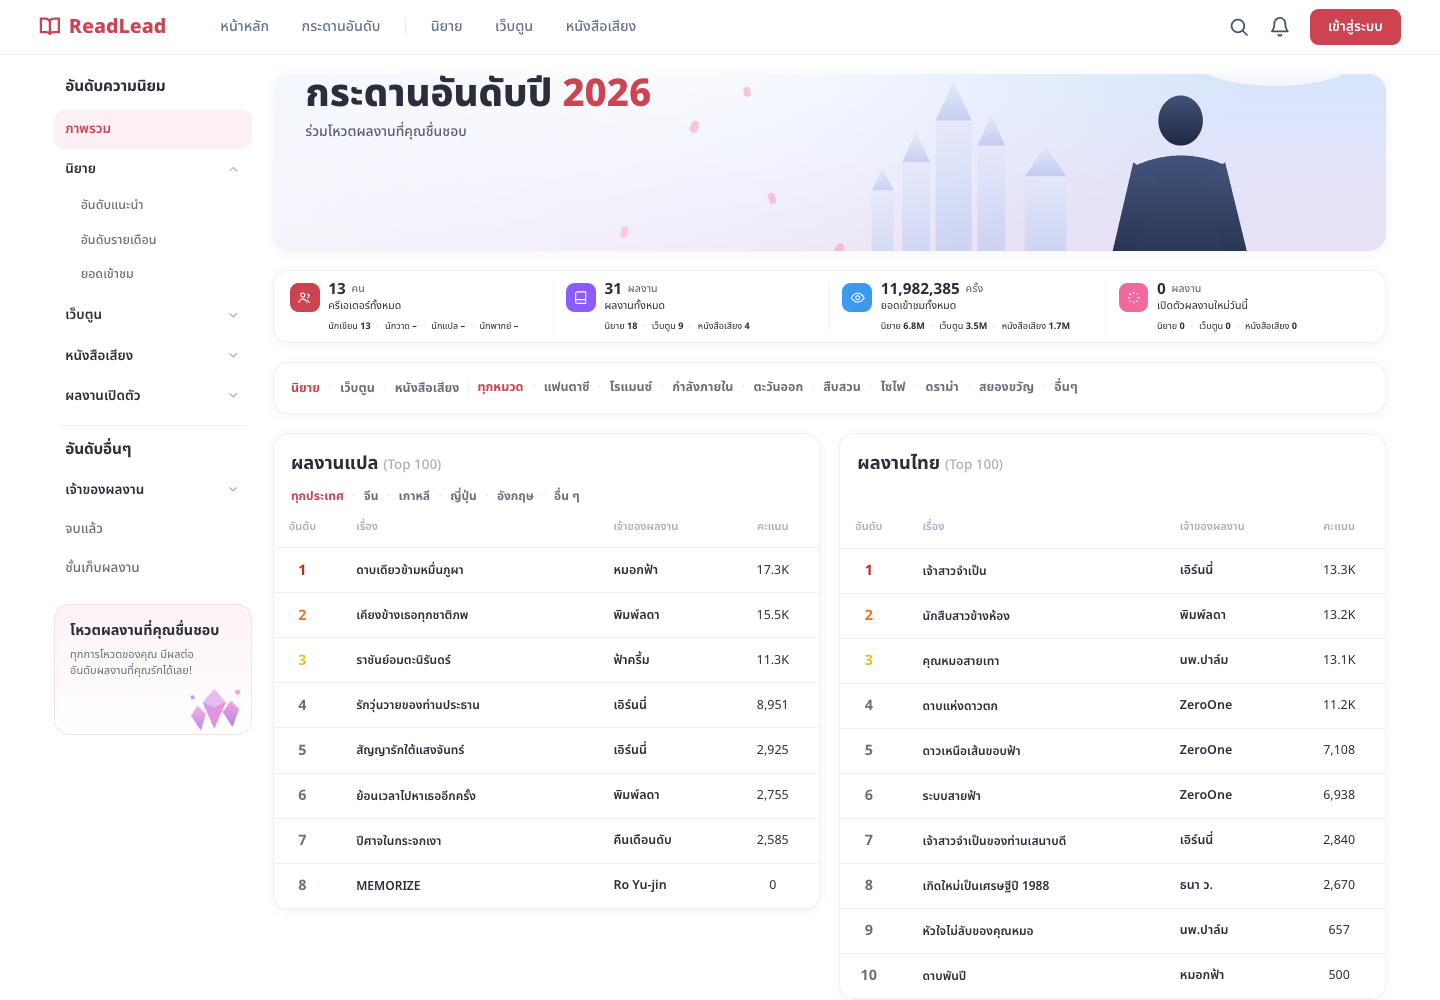 ReadLead
หน้าหลัก
กระดานอันดับ
นิยาย
เว็บตูน
หนังสือเสียง
เข้าสู่ระบบ
อันดับความนิยม
ภาพรวม
นิยาย
อันดับแนะนำ
อันดับรายเดือน
ยอดเข้าชม
เว็บตูน
หนังสือเสียง
ผลงานเปิดตัว
อันดับอื่นๆ
เจ้าของผลงาน
จบแล้ว
ชั้นเก็บผลงาน
โหวตผลงานที่คุณชื่นชอบ
ทุกการโหวตของคุณ มีผลต่อ
อันดับผลงานที่คุณรักได้เลย!
กระดานอันดับปี 2026
ร่วมโหวตผลงานที่คุณชื่นชอบ
13 คน
ครีเอเตอร์ทั้งหมด
นักเขียน 13 · นักวาด – · นักแปล – · นักพากย์ –
31 ผลงาน
ผลงานทั้งหมด
นิยาย 18 · เว็บตูน 9 · หนังสือเสียง 4
11,982,385 ครั้ง
ยอดเข้าชมทั้งหมด
นิยาย 6.8M · เว็บตูน 3.5M · หนังสือเสียง 1.7M
0 ผลงาน
เปิดตัวผลงานใหม่วันนี้
นิยาย 0 · เว็บตูน 0 · หนังสือเสียง 0
นิยาย · เว็บตูน · หนังสือเสียง ทุกหมวด · แฟนตาซี · โรแมนซ์ · กำลังภายใน · ตะวันออก · สืบสวน · ไซไฟ · ดราม่า · สยองขวัญ · อื่นๆ
ผลงานแปล (Top 100)
ทุกประเทศ · จีน · เกาหลี · ญี่ปุ่น · อังกฤษ · อื่น ๆ
อันดับ เรื่อง เจ้าของผลงาน คะแนน
1 ดาบเดียวข้ามหมื่นภูผา หมอกฟ้า 17.3K
2 เคียงข้างเธอทุกชาติภพ พิมพ์ลดา 15.5K
3 ราชันย์อมตะนิรันดร์ ฟ้าครึ้ม 11.3K
4 รักวุ่นวายของท่านประธาน เอิร์นนี่ 8,951
5 สัญญารักใต้แสงจันทร์ เอิร์นนี่ 2,925
6 ย้อนเวลาไปหาเธออีกครั้ง พิมพ์ลดา 2,755
7 ปีศาจในกระจกเงา คืนเดือนดับ 2,585
8 MEMORIZE Ro Yu-jin 0
ผลงานไทย (Top 100)
อันดับ เรื่อง เจ้าของผลงาน คะแนน
1 เจ้าสาวจำเป็น เอิร์นนี่ 13.3K
2 นักสืบสาวข้างห้อง พิมพ์ลดา 13.2K
3 คุณหมอสายเทา นพ.ปาล์ม 13.1K
4 ดาบแห่งดาวตก ZeroOne 11.2K
5 ดาวเหนือเส้นขอบฟ้า ZeroOne 7,108
6 ระบบสายฟ้า ZeroOne 6,938
7 เจ้าสาวจำเป็นของท่านเสนาบดี เอิร์นนี่ 2,840
8 เกิดใหม่เป็นเศรษฐีปี 1988 ธนา ว. 2,670
9 หัวใจไม่ลับของคุณหมอ นพ.ปาล์ม 657
10 ดาบพันปี หมอกฟ้า 500